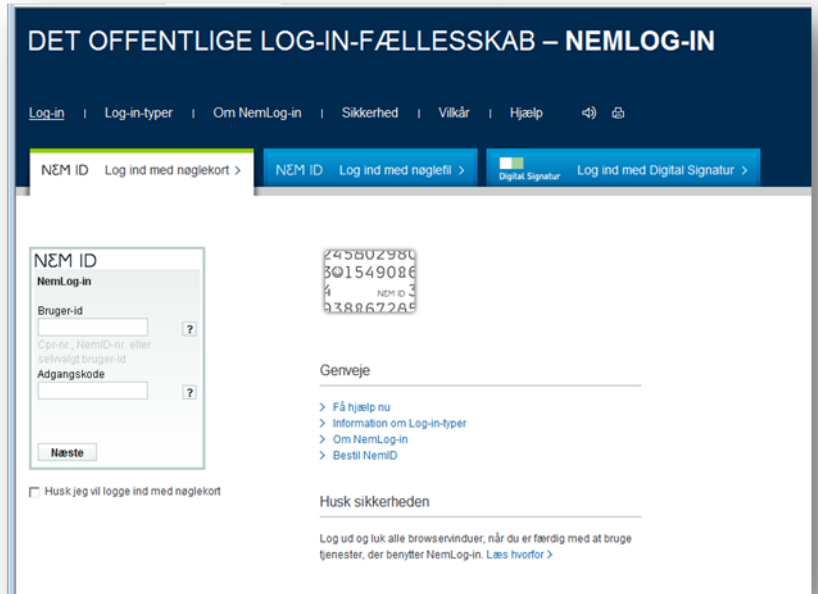 DET OFFENTLIGE LOG-IN-FÆLLESSKAB – NEMLOG-IN
Log-in | Log-in-typer | Om NemLog-in | Sikkerhed | Vilkår | Hjælp
NEM ID Log ind med nøglekort >
NEM ID Log ind med nøglefil >
Digital Signatur Log ind med Digital Signatur >
NEM ID
NemLog-in
Bruger-id
?
Cpr-nr., NemID-nr. eller
selvvalgt bruger-id
Adgangskode
?
Næste
Husk jeg vil logge ind med nøglekort
NEM ID
Genveje
> Få hjælp nu
> Information om Log-in-typer
> Om NemLog-in
> Bestil NemID
Husk sikkerheden
Log ud og luk alle browservinduer, når du er færdig med at bruge
tjenester, der benytter NemLog-in. Læs hvorfor >